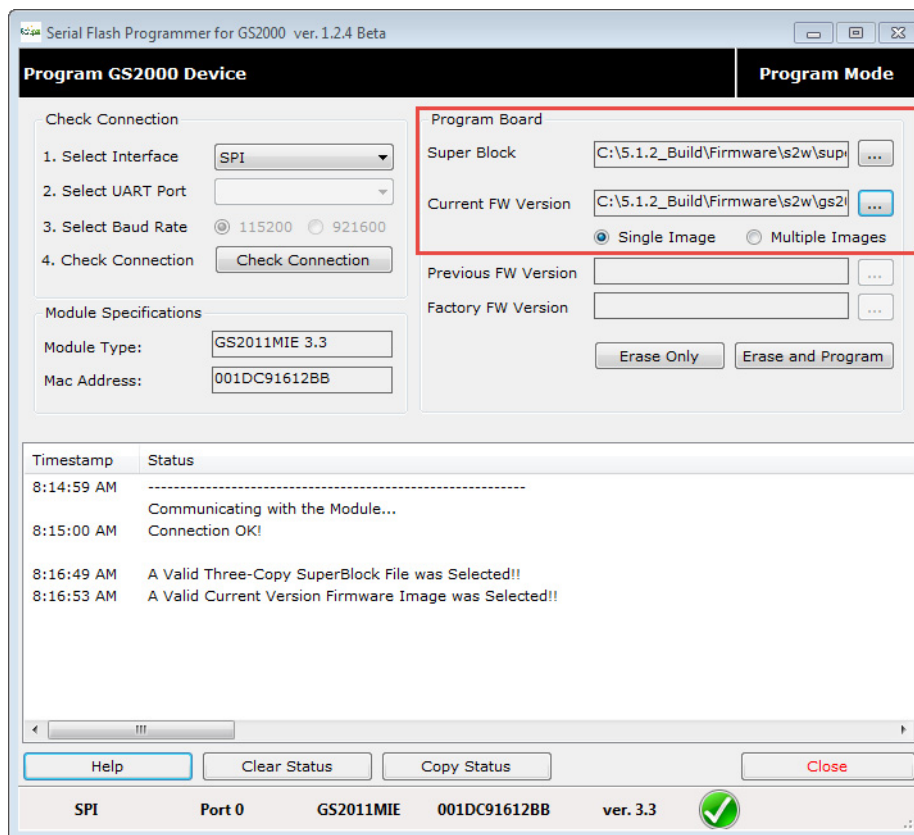 Serial Flash Programmer for GS2000 ver. 1.2.4 Beta
Program GS2000 Device
Program Mode
Check Connection
1. Select Interface
SPI
2. Select UART Port
3. Select Baud Rate
115200
921600
4. Check Connection
Check Connection
Module Specifications
Module Type:
GS2011MIE 3.3
Mac Address:
001DC91612BB
Program Board
Super Block
C:\5.1.2_Build\Firmware\s2w\sup
...
Current FW Version
C:\5.1.2_Build\Firmware\s2w\gs2
...
Single Image
Multiple Images
Previous FW Version
...
Factory FW Version
...
Erase Only
Erase and Program
Timestamp Status
8:14:59 AM -----------------------------------------------------------
Communicating with the Module...
8:15:00 AM Connection OK!
8:16:49 AM A Valid Three-Copy SuperBlock File was Selected!!
8:16:53 AM A Valid Current Version Firmware Image was Selected!!
Help
Clear Status
Copy Status
Close
SPI Port 0 GS2011MIE 001DC91612BB ver. 3.3